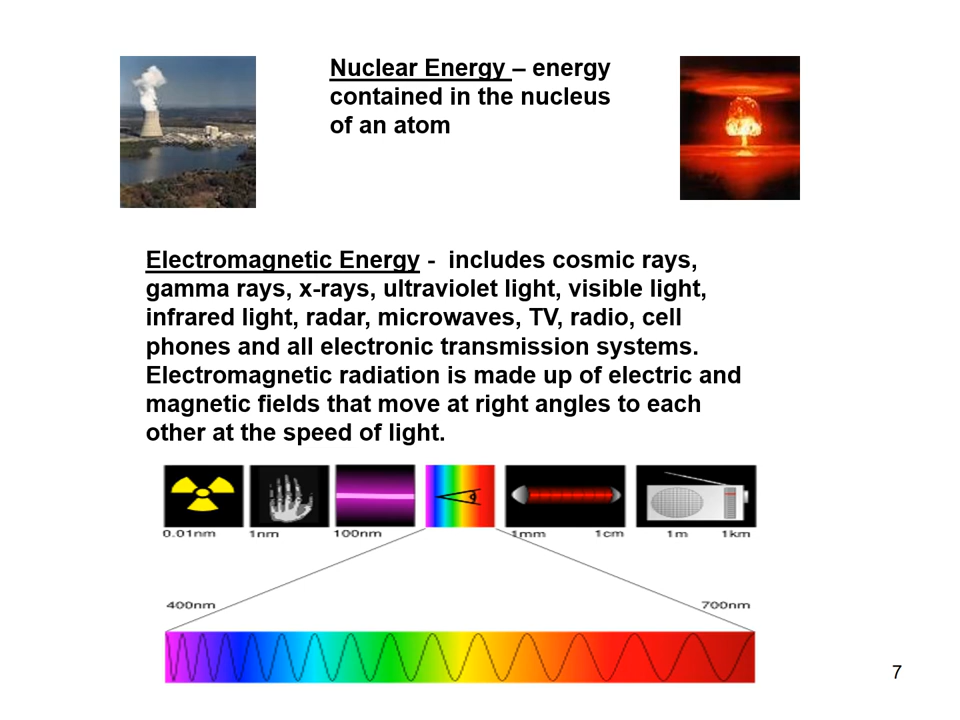 Nuclear Energy – energy
contained in the nucleus
of an atom
Electromagnetic Energy -  includes cosmic rays,
gamma rays, x-rays, ultraviolet light, visible light,
infrared light, radar, microwaves, TV, radio, cell
phones and all electronic transmission systems.
Electromagnetic radiation is made up of electric and
magnetic fields that move at right angles to each
other at the speed of light.
0.01nm 1nm 100nm 1mm 1cm 1m 1km
400nm 700nm
7